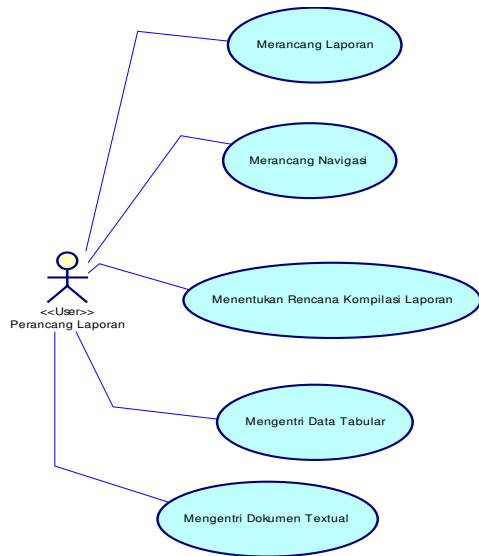 Merancang Laporan
Merancang Navigasi
<<User>>
Perancang Laporan
Menentukan Rencana Kompilasi Laporan
Mengentri Data Tabular
Mengentri Dokumen Textual